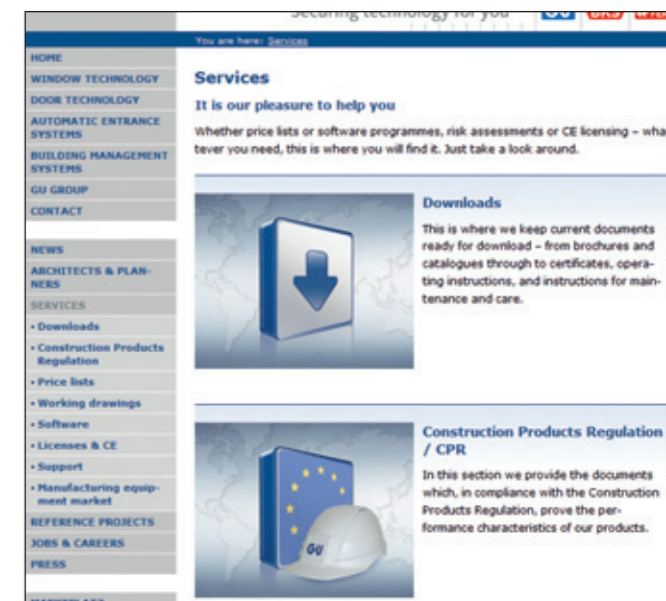 Securing technology for you
GU
BKS
You are here: Services
HOME
WINDOW TECHNOLOGY
DOOR TECHNOLOGY
AUTOMATIC ENTRANCE
SYSTEMS
BUILDING MANAGEMENT
SYSTEMS
GU GROUP
CONTACT
NEWS
ARCHITECTS & PLAN-
NERS
SERVICES
• Downloads
• Construction Products
Regulation
• Price lists
• Working drawings
• Software
• Licenses & CE
• Support
• Manufacturing equip-
ment market
REFERENCE PROJECTS
JOBS & CAREERS
PRESS
Services
It is our pleasure to help you
Whether price lists or software programmes, risk assessments or CE licensing – wha
tever you need, this is where you will find it. Just take a look around.
Downloads
This is where we keep current documents
ready for download – from brochures and
catalogues through to certificates, opera-
ting instructions, and instructions for main-
tenance and care.
Construction Products Regulation
/ CPR
In this section we provide the documents
which, in compliance with the Construction
Products Regulation, prove the per-
formance characteristics of our products.
GU